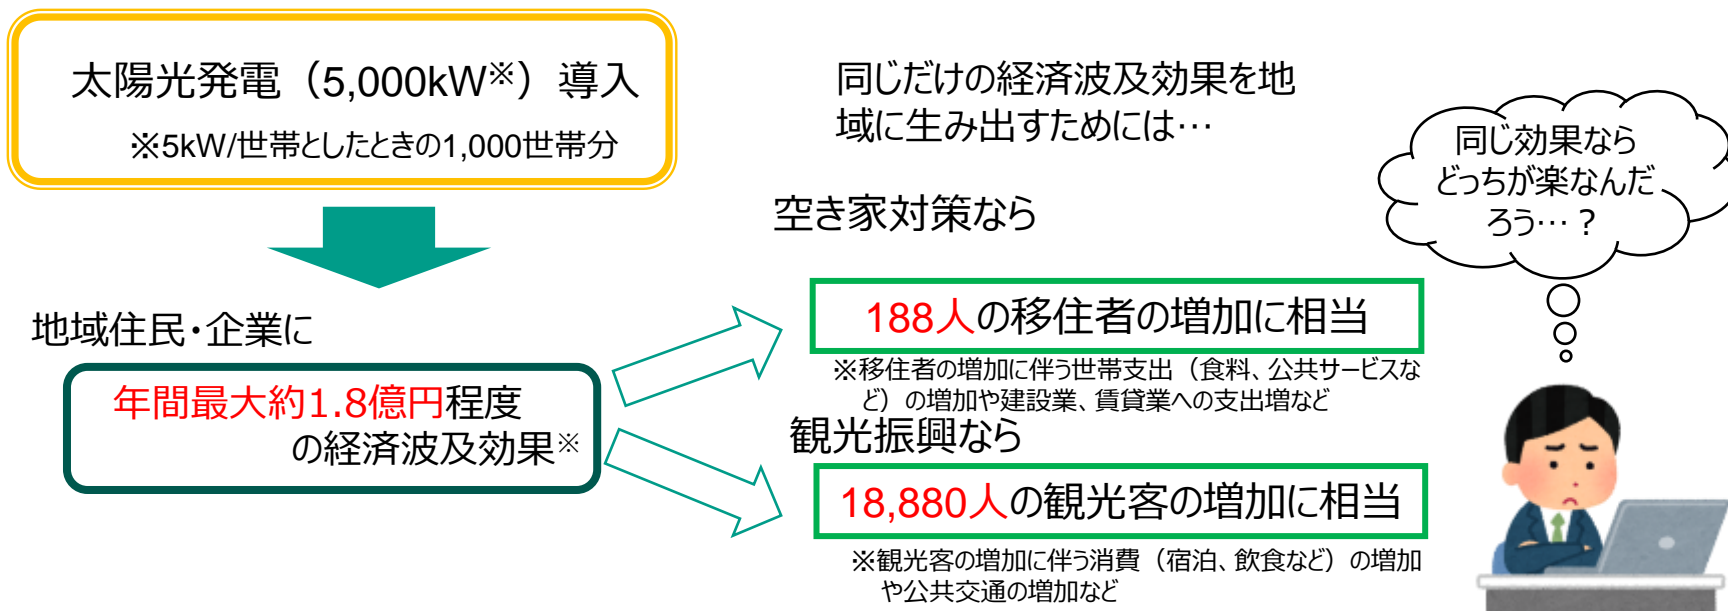 太陽光発電（5,000kW※）導入
※5kW/世帯としたときの1,000世帯分
地域住民・企業に
年間最大約1.8億円程度
の経済波及効果※
同じだけの経済波及効果を地
域に生み出すためには…
空き家対策なら
188人の移住者の増加に相当
※移住者の増加に伴う世帯支出（食料、公共サービスな
ど）の増加や建設業、賃貸業への支出増など
観光振興なら
18,880人の観光客の増加に相当
※観光客の増加に伴う消費（宿泊、飲食など）の増加
や公共交通の増加など
同じ効果なら
どっちが楽なんだ
ろう…？